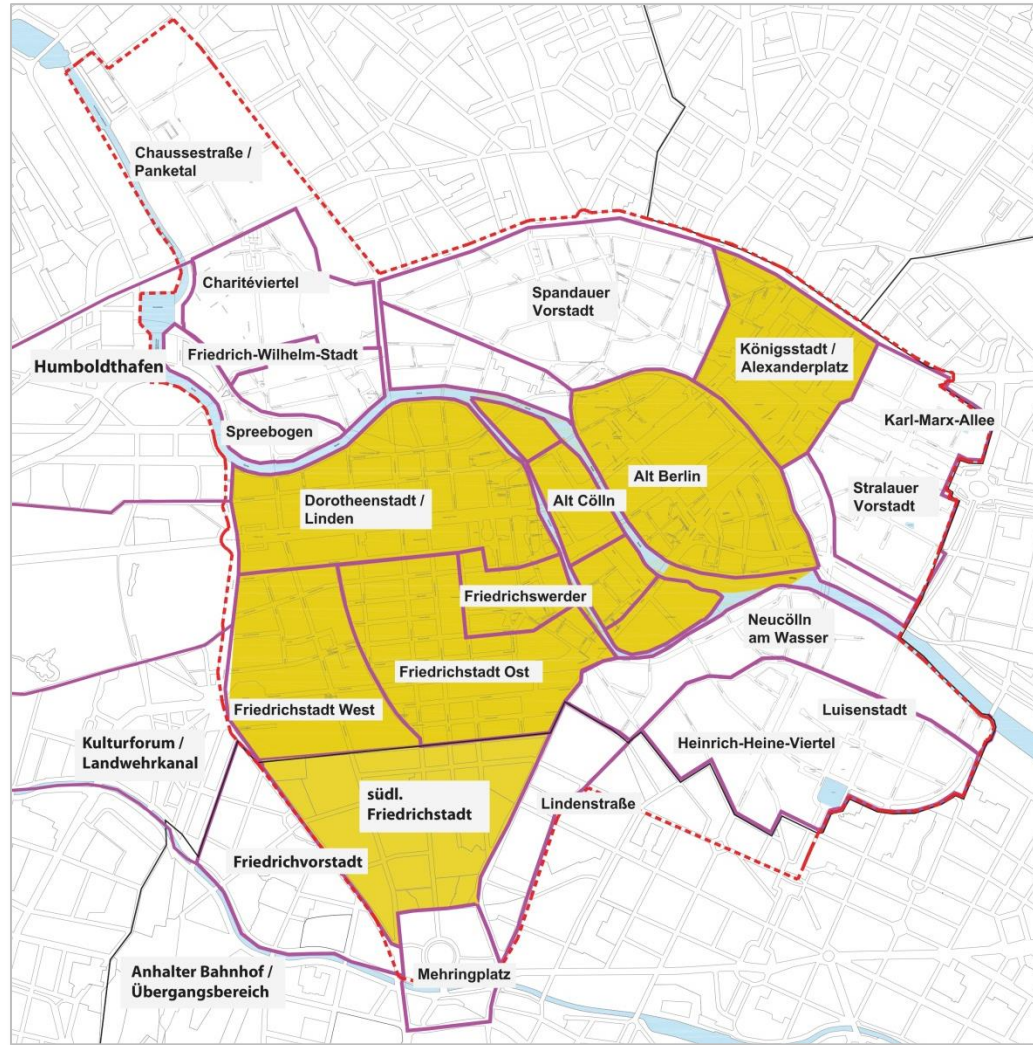 Chaussestraße /
Panketal
Charitéviertel
Spandauer
Vorstadt
Königsstadt /
Alexanderplatz
Humboldthafen
Friedrich-Wilhelm-Stadt
Karl-Marx-Allee
Spreebogen
Alt Berlin
Dorotheenstadt /
Linden
Alt Cölln
Stralauer
Vorstadt
Friedrichswerder
Neucölln
am Wasser
Friedrichstadt Ost
Friedrichstadt West
Luisenstadt
Kulturforum /
Landwehrkanal
Heinrich-Heine-Viertel
südl.
Friedrichstadt
Lindenstraße
Friedrichvorstadt
Anhalter Bahnhof /
Übergangsbereich
Mehringplatz